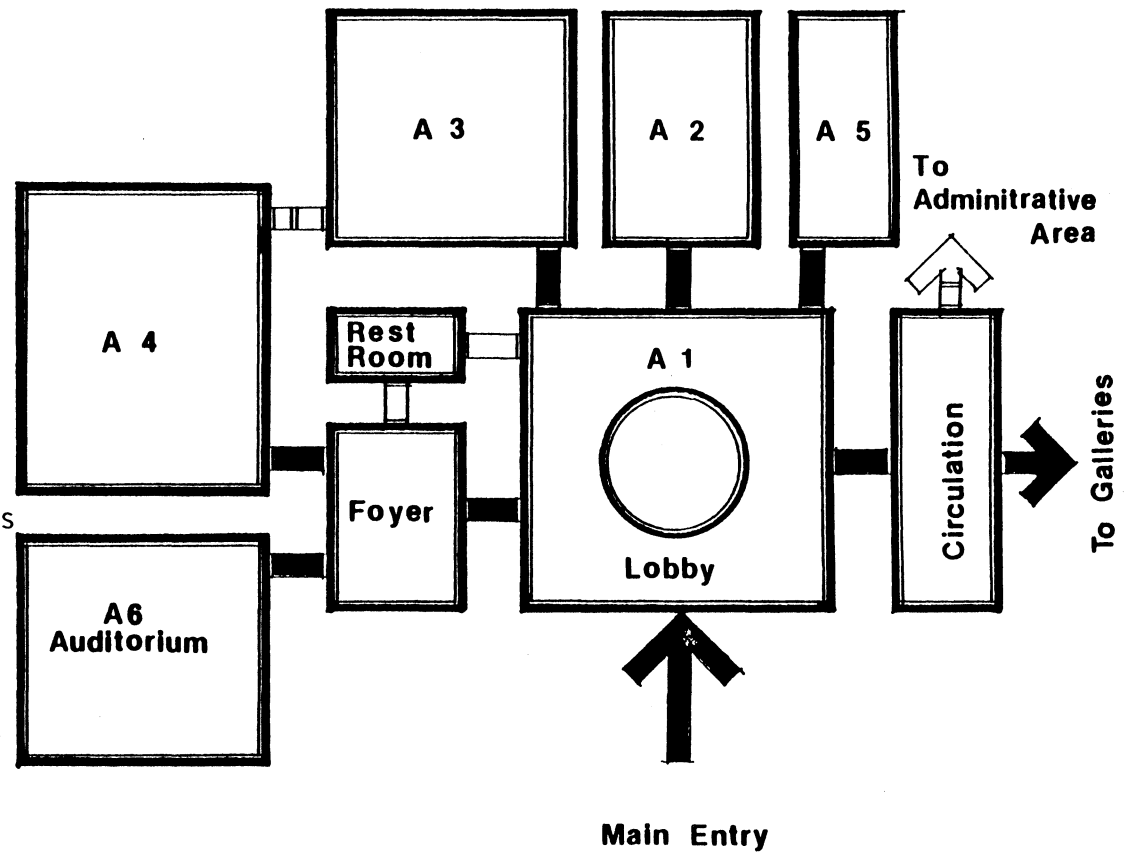 A 3
A 2
A 5
To
Adminitrative
Area
A 4
Rest
Room
A 1
Foyer
Lobby
Circulation
To Galleries
s
A6
Auditorium
Main Entry